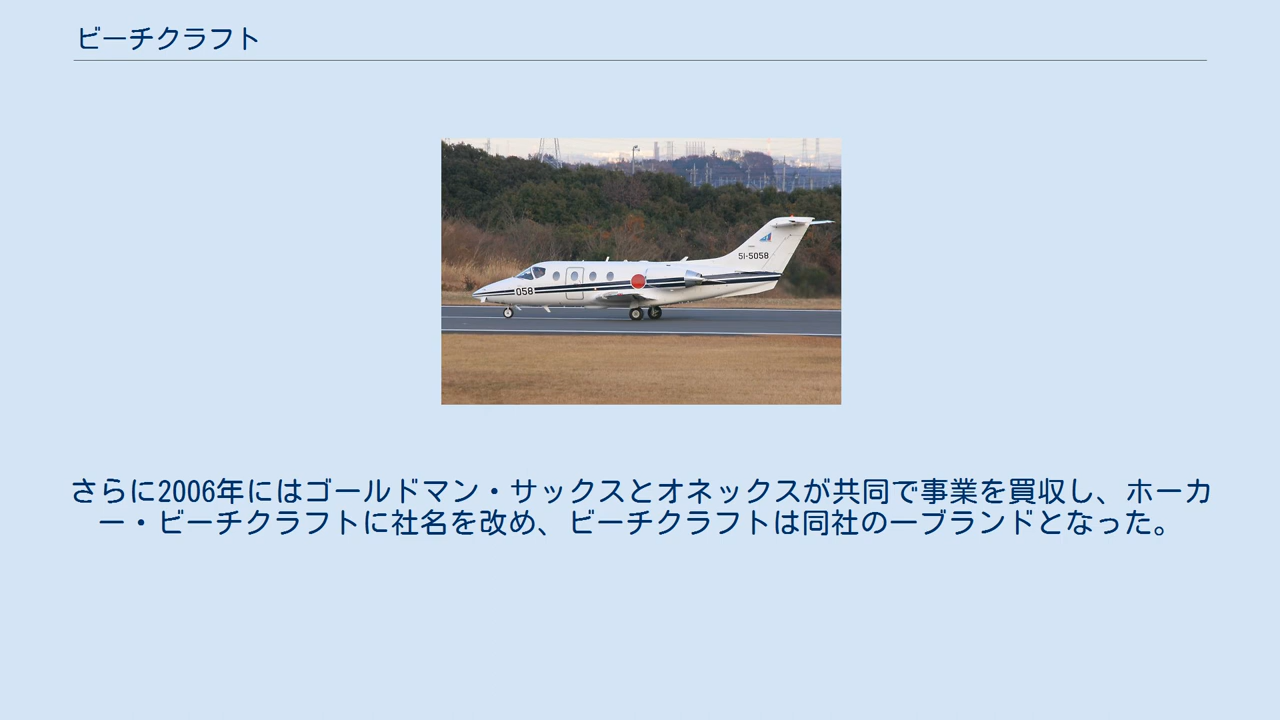 ビーチクラフト
51-5058
058
さらに2006年にはゴールドマン・サックスとオネックスが共同で事業を買収し、ホーカ
ー・ビーチクラフトに社名を改め、ビーチクラフトは同社の一ブランドとなった。